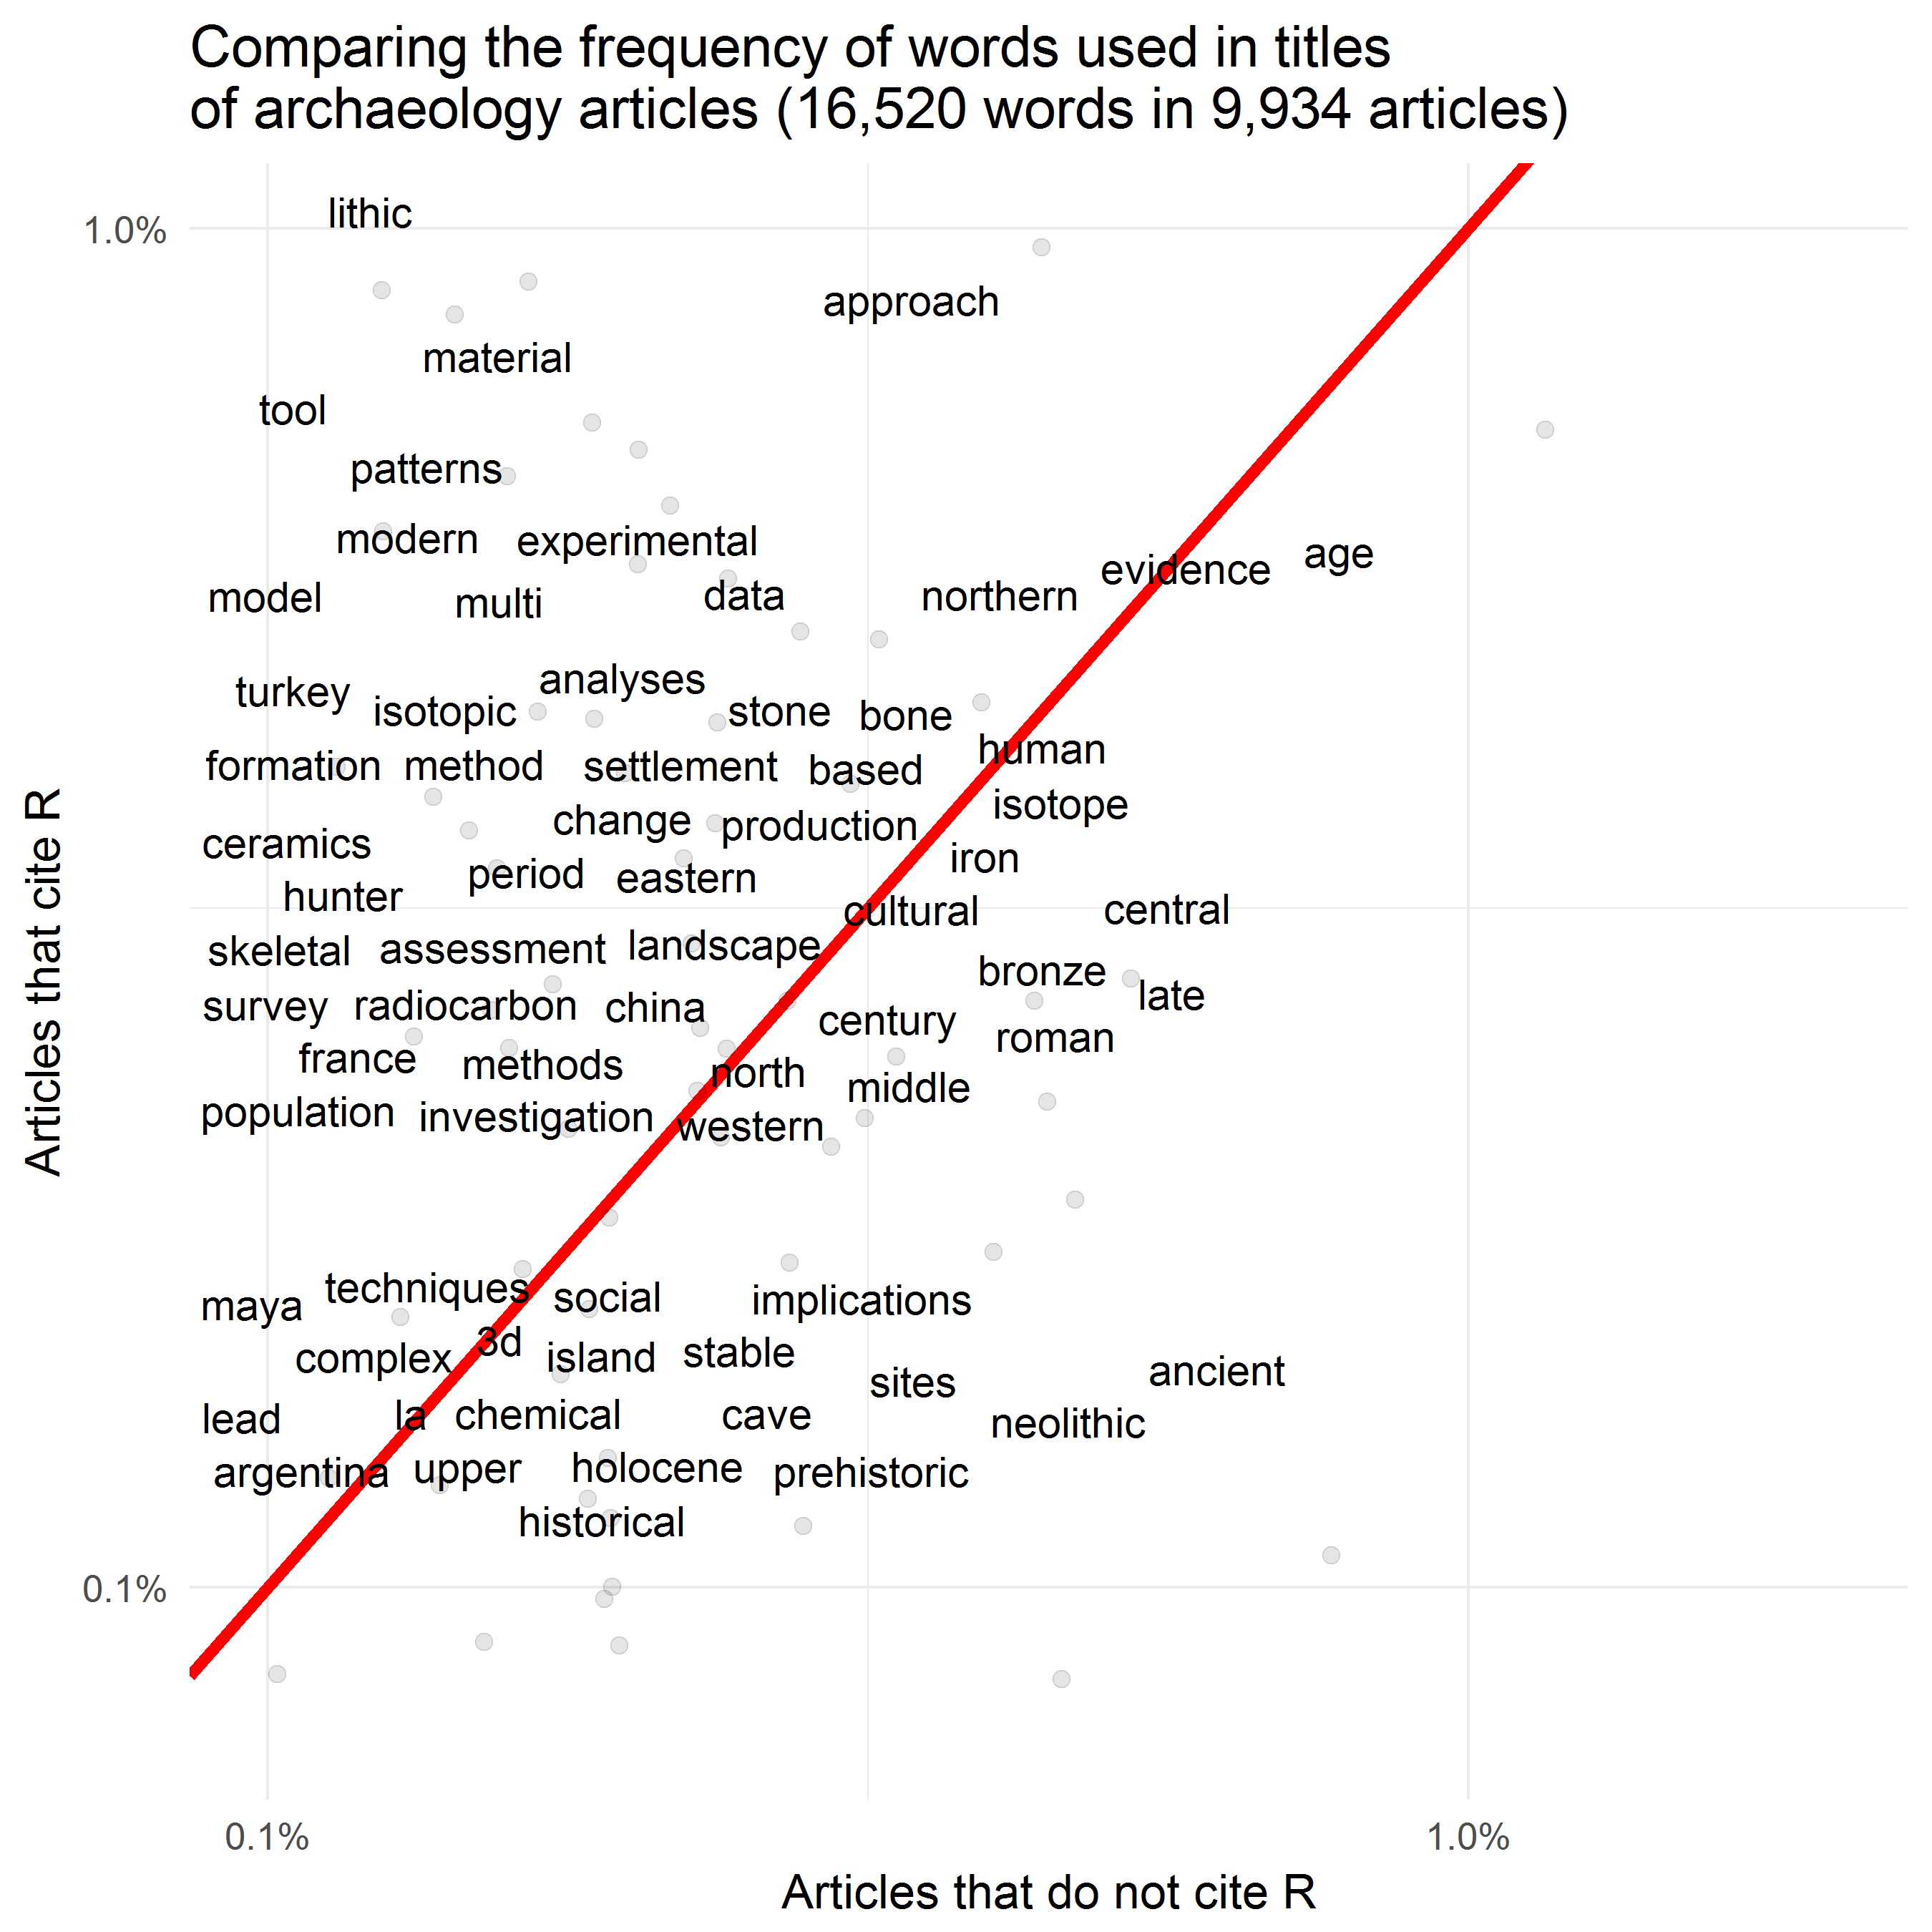 Comparing the frequency of words used in titles
of archaeology articles (16,520 words in 9,934 articles)
lithic
1.0%
approach
material
tool
patterns
modern
experimental
evidence
age
model
multi
data
northern
turkey
isotopic
analyses
stone
bone
human
formation
method
settlement
based
isotope
change
production
ceramics
period
eastern
iron
hunter
cultural
central
skeletal
assessment
landscape
bronze
late
survey
radiocarbon
china
century
roman
france
methods
north
middle
population
investigation
western
Articles that cite R
maya
techniques
social
implications
complex
3d
island
stable
sites
ancient
lead
la
chemical
cave
neolithic
argentina
upper
holocene
prehistoric
historical
0.1%
0.1%
1.0%
Articles that do not cite R